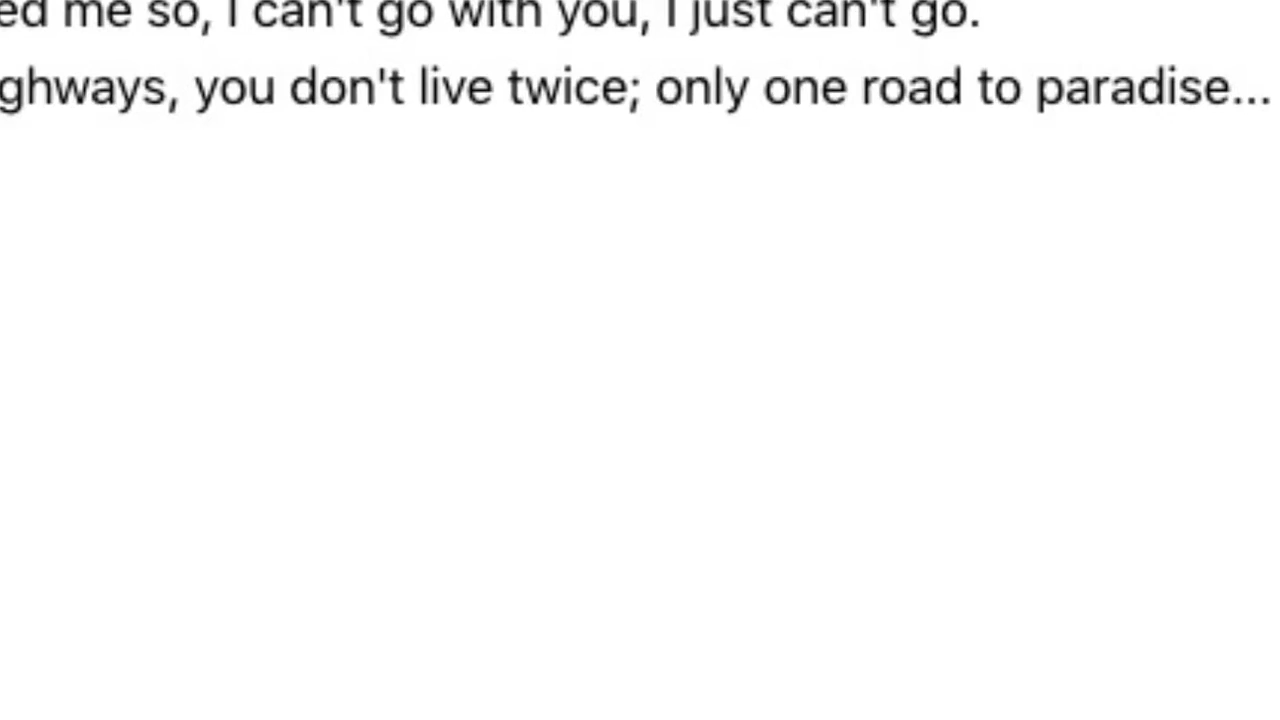 ed me so, I can't go with you, I just can't go.
ghways, you don't live twice; only one road to paradise...